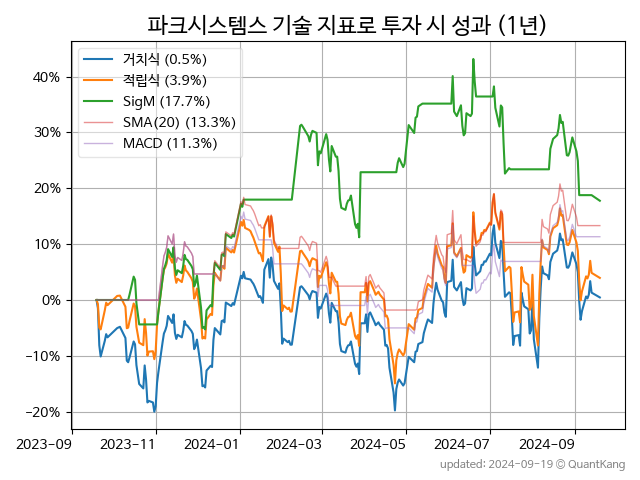 파크시스템스 기술 지표로 투자 시 성과 (1년)
거치식 (0.5%)
적립식 (3.9%)
SigM (17.7%)
SMA(20) (13.3%)
MACD (11.3%)
40%
30%
20%
10%
0%
−10%
−20%
2023-09 2023-11 2024-01 2024-03 2024-05 2024-07 2024-09
updated: 2024-09-19 © QuantKang